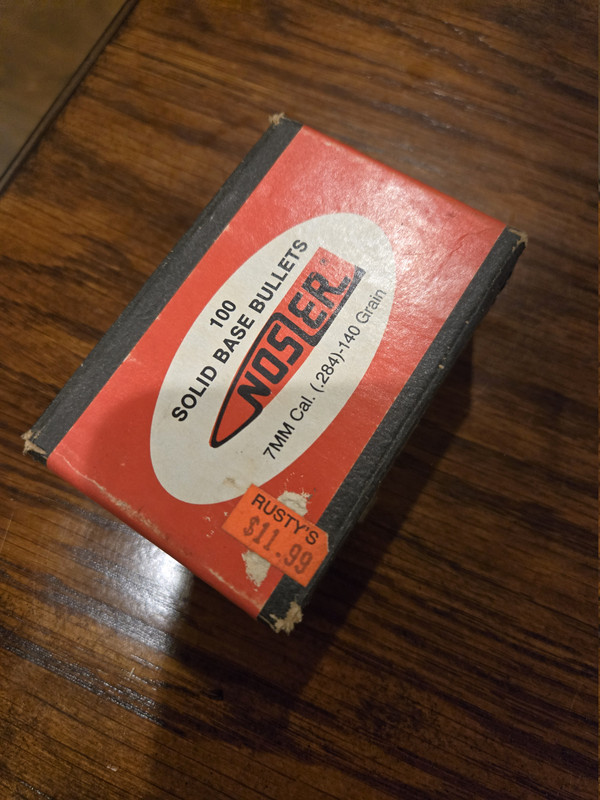 100
SOLID BASE BULLETS
NOSLER
7MM Cal. (.284)-140 Grain
RUSTY'S
$11.99